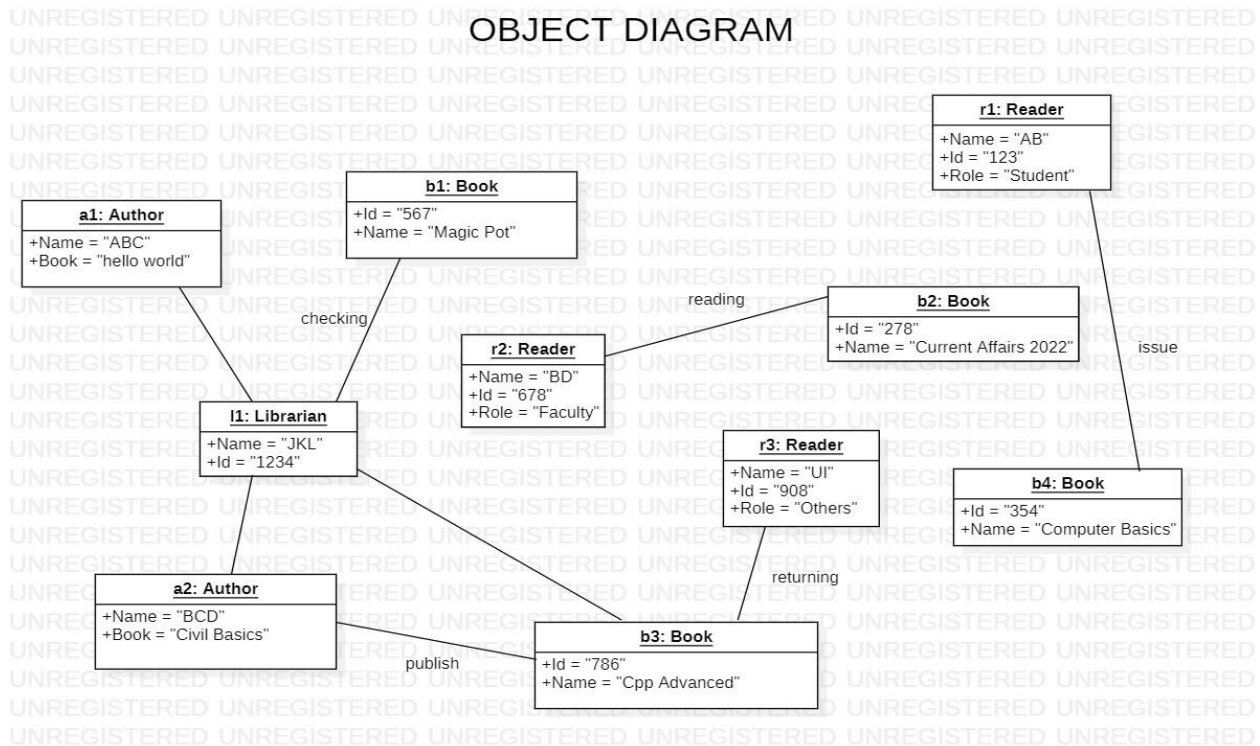 OBJECT DIAGRAM
r1: Reader
+Name = "AB"
+Id = "123"
+Role = "Student"
b1: Book
+Id = "567"
+Name = "Magic Pot"
a1: Author
+Name = "ABC"
+Book = "hello world"
checking
reading
b2: Book
+Id = "278"
+Name = "Current Affairs 2022"
issue
r2: Reader
+Name = "BD"
+Id = "678"
+Role = "Faculty"
l1: Librarian
+Name = "JKL"
+Id = "1234"
r3: Reader
+Name = "UI"
+Id = "908"
+Role = "Others"
b4: Book
+Id = "354"
+Name = "Computer Basics"
returning
a2: Author
+Name = "BCD"
+Book = "Civil Basics"
publish
b3: Book
+Id = "786"
+Name = "Cpp Advanced"
UNREGISTERED